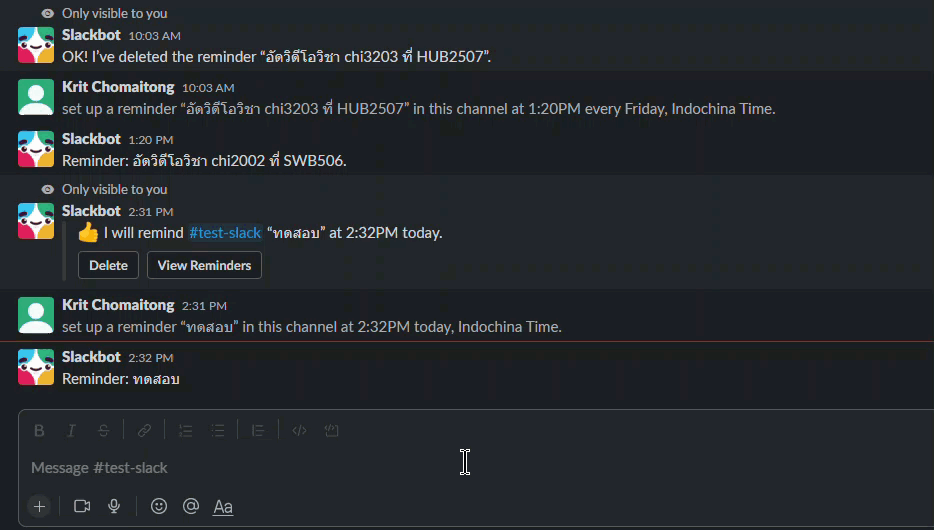 Only visible to you
Slackbot 10:03 AM
OK! I've deleted the reminder “อัดวิดีโอวิชา chi3203 ที่ HUB2507”.
Krit Chomaitong 10:03 AM
set up a reminder “อัดวิดีโอวิชา chi3203 ที่ HUB2507” in this channel at 1:20PM every Friday, Indochina Time.
Slackbot 1:20 PM
Reminder: อัดวิดีโอวิชา chi2002 ที่ SWB506.
Only visible to you
Slackbot 2:31 PM
I will remind #test-slack “ทดสอบ” at 2:32PM today.
Delete View Reminders
Krit Chomaitong 2:31 PM
set up a reminder “ทดสอบ” in this channel at 2:32PM today, Indochina Time.
Slackbot 2:32 PM
Reminder: ทดสอบ
Message #test-slack
Aa